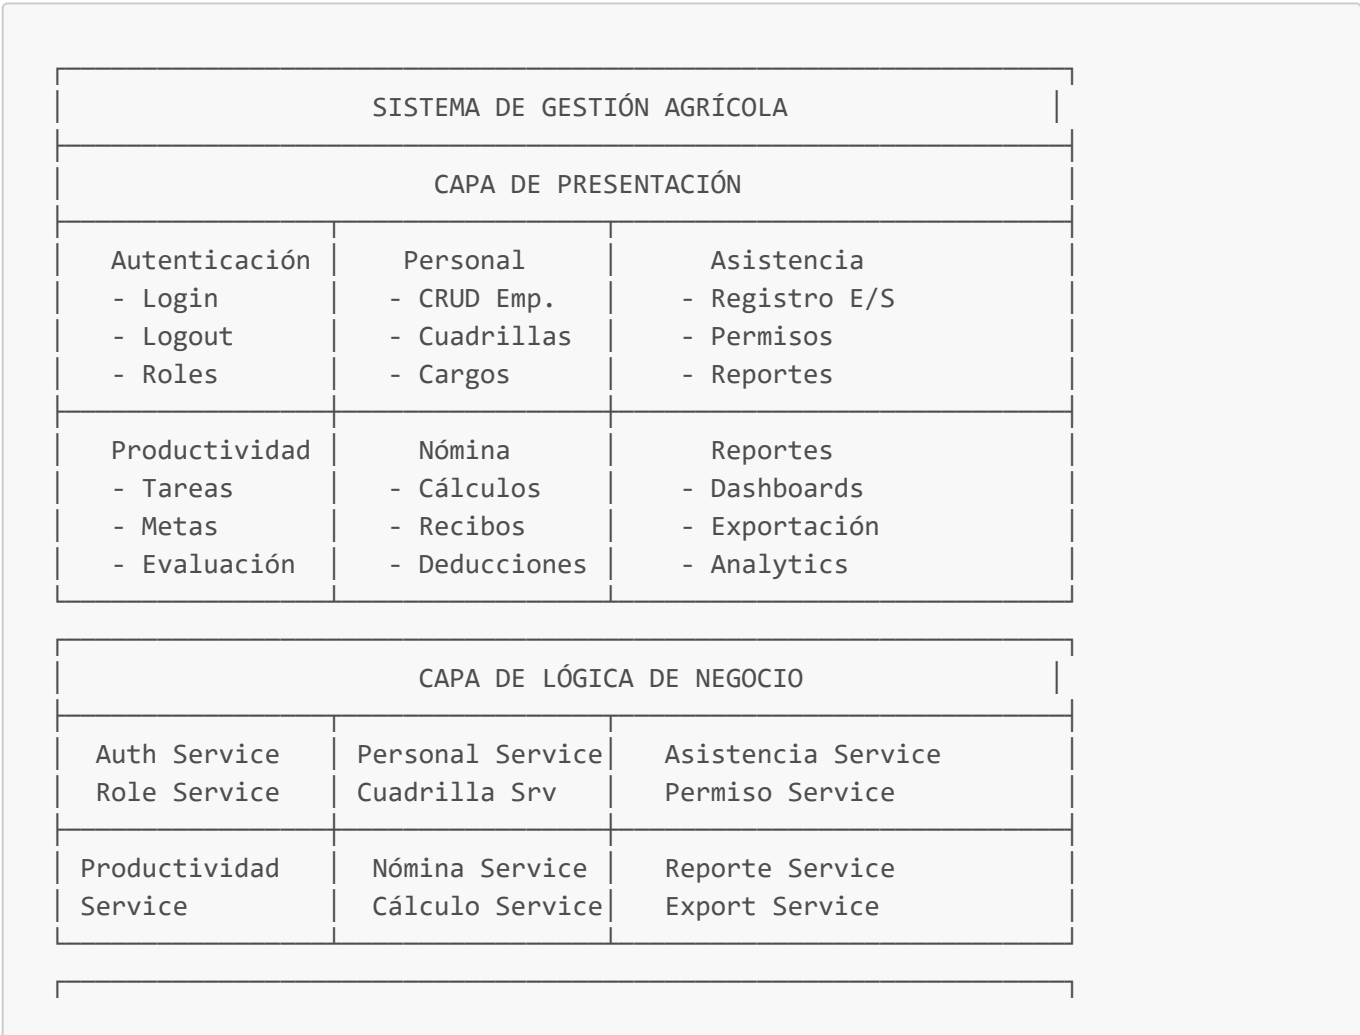 SISTEMA DE GESTIÓN AGRÍCOLA
CAPA DE PRESENTACIÓN
Autenticación Personal Asistencia
- Login - CRUD Emp. - Registro E/S
- Logout - Cuadrillas - Permisos
- Roles - Cargos - Reportes
Productividad Nómina Reportes
- Tareas - Cálculos - Dashboards
- Metas - Recibos - Exportación
- Evaluación - Deducciones - Analytics
CAPA DE LÓGICA DE NEGOCIO
Auth Service Personal Service Asistencia Service
Role Service Cuadrilla Srv Permiso Service
Productividad Nómina Service Reporte Service
Service Cálculo Service Export Service